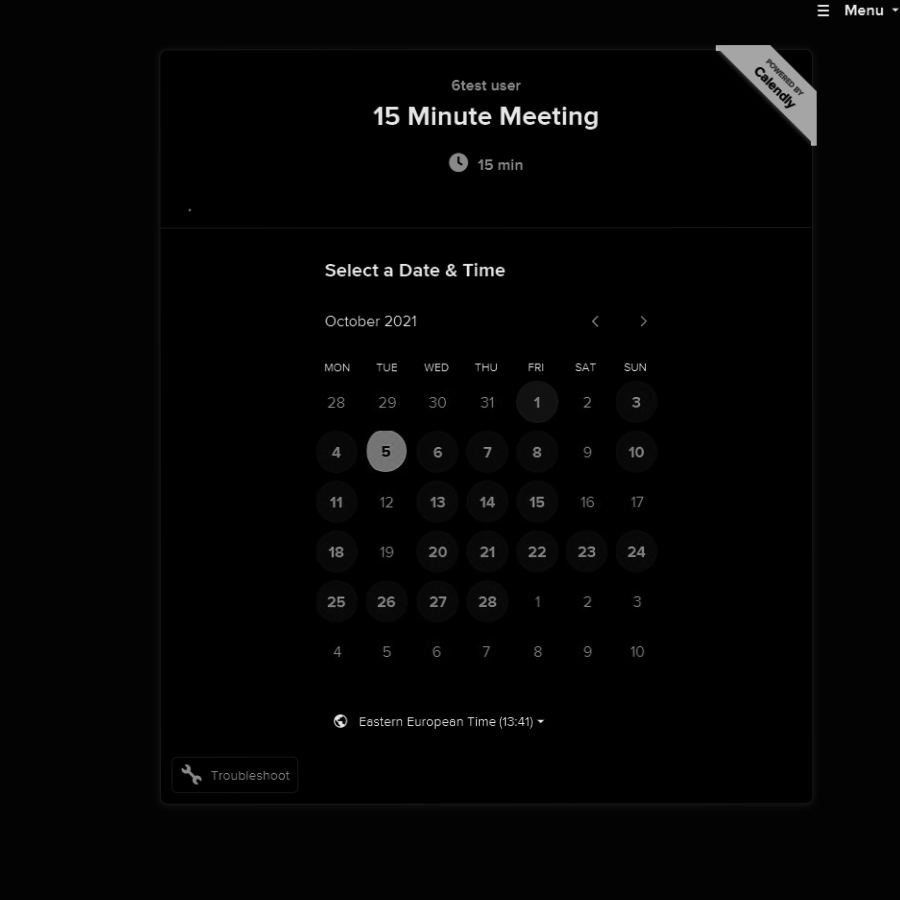 Menu
POWERED BY
Calendly
6test user
15 Minute Meeting
15 min
Select a Date & Time
October 2021
MON TUE WED THU FRI SAT SUN
28 29 30 31 1 2 3
4 5 6 7 8 9 10
11 12 13 14 15 16 17
18 19 20 21 22 23 24
25 26 27 28 1 2 3
4 5 6 7 8 9 10
Eastern European Time (13:41)
Troubleshoot